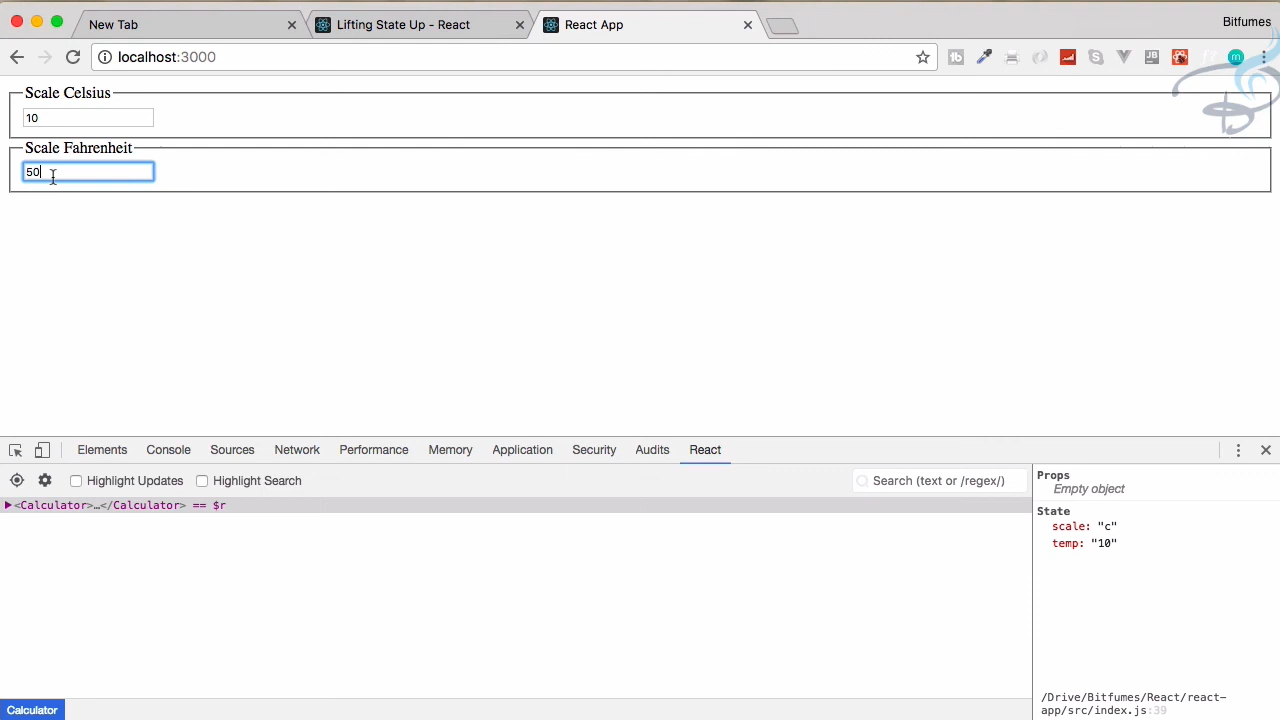 New Tab
Lifting State Up - React
React App
Bitfumes
localhost:3000
Scale Celsius
10
Scale Fahrenheit
50
Elements
Console
Sources
Network
Performance
Memory
Application
Security
Audits
React
Highlight Updates
Highlight Search
Search (text or /regex/)
<Calculator>…</Calculator> == $r
Props
Empty object
State
scale: "c"
temp: "10"
/Drive/Bitfumes/React/react-
app/src/index.js:39
Calculator